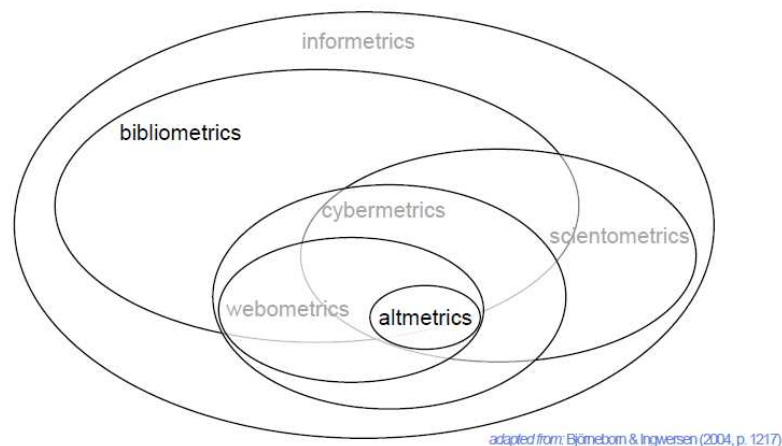 informetrics
bibliometrics
cybermetrics
scientometrics
webometrics
altmetrics
adapted from: Björneborn & Ingwersen (2004, p. 1217)